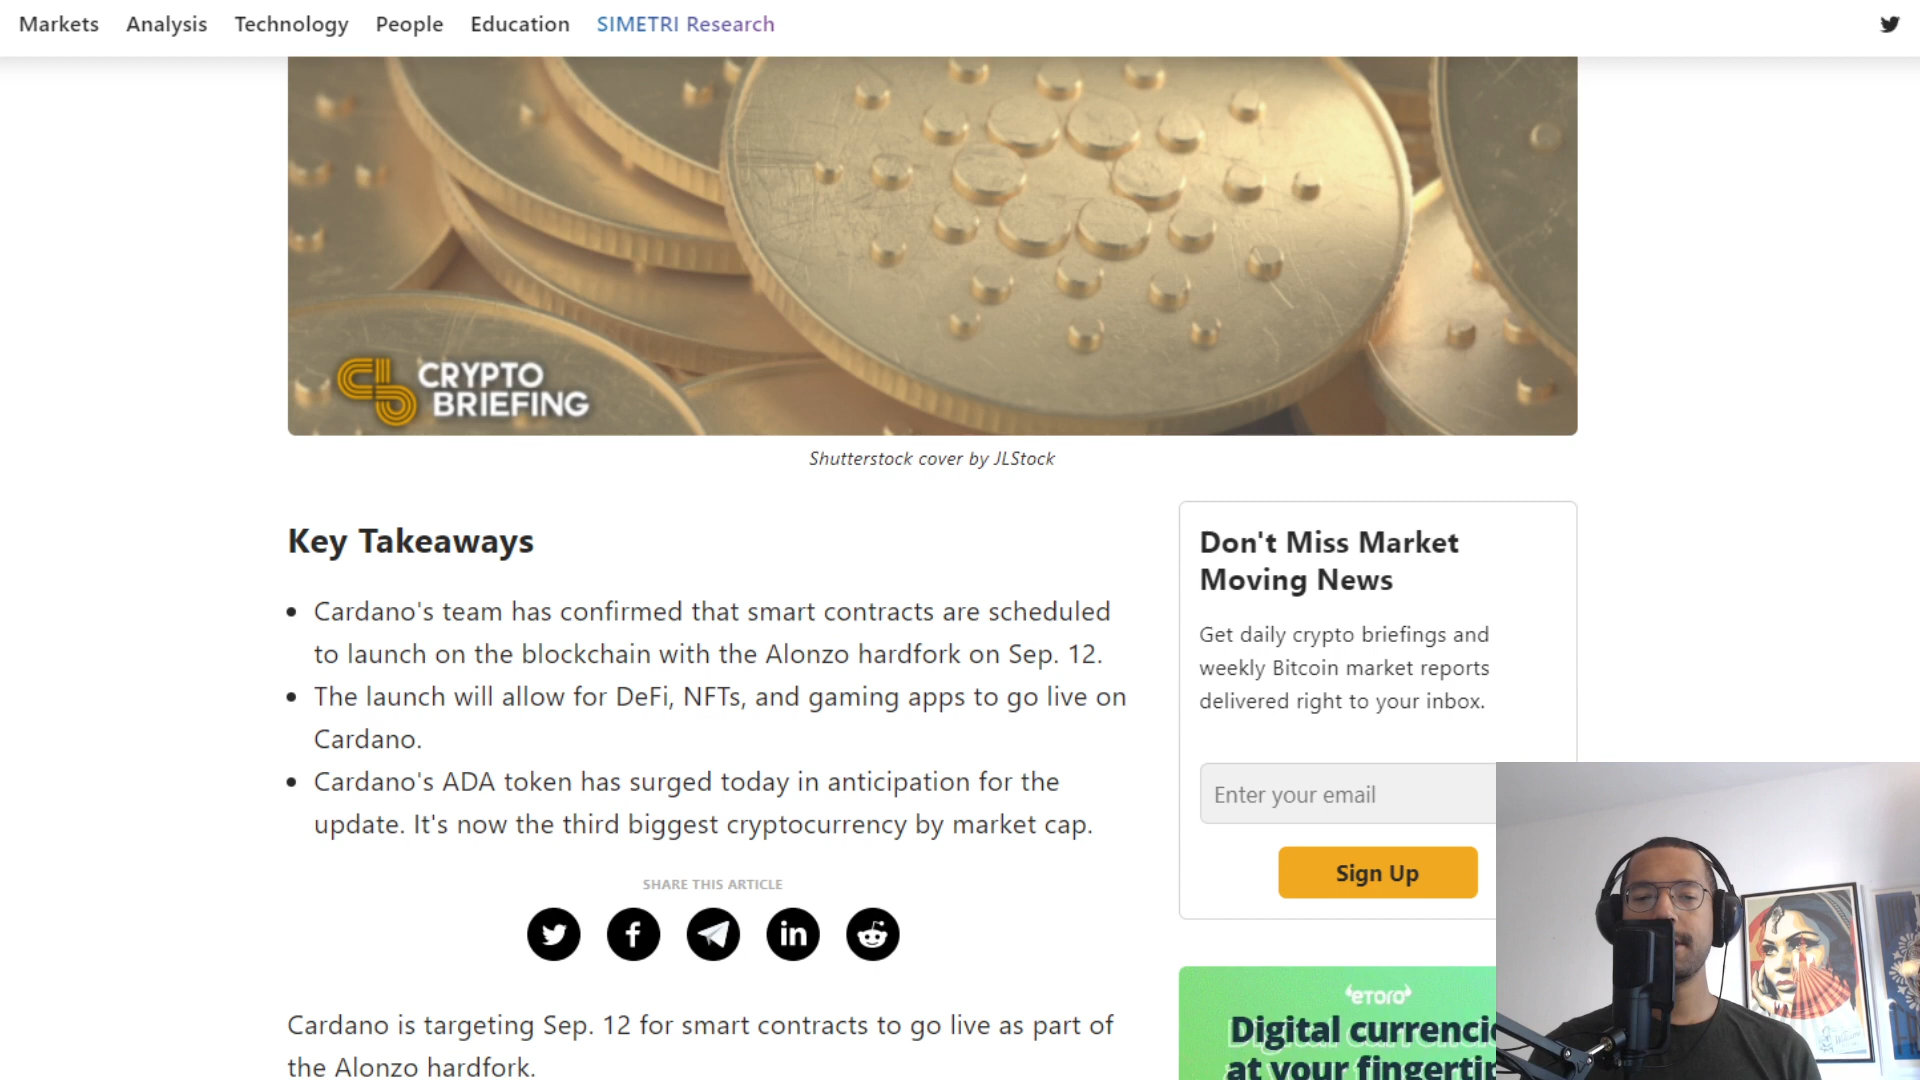 Markets Analysis Technology People Education SIMETRI Research
CRYPTO
BRIEFING
Shutterstock cover by JLStock
Key Takeaways
• Cardano's team has confirmed that smart contracts are scheduled
to launch on the blockchain with the Alonzo hardfork on Sep. 12.
• The launch will allow for DeFi, NFTs, and gaming apps to go live on
Cardano.
• Cardano's ADA token has surged today in anticipation for the
update. It's now the third biggest cryptocurrency by market cap.
SHARE THIS ARTICLE
Cardano is targeting Sep. 12 for smart contracts to go live as part of
the Alonzo hardfork.
Don't Miss Market
Moving News
Get daily crypto briefings and
weekly Bitcoin market reports
delivered right to your inbox.
Enter your email
Sign Up
eToro
Digital currenci
at your fingertip